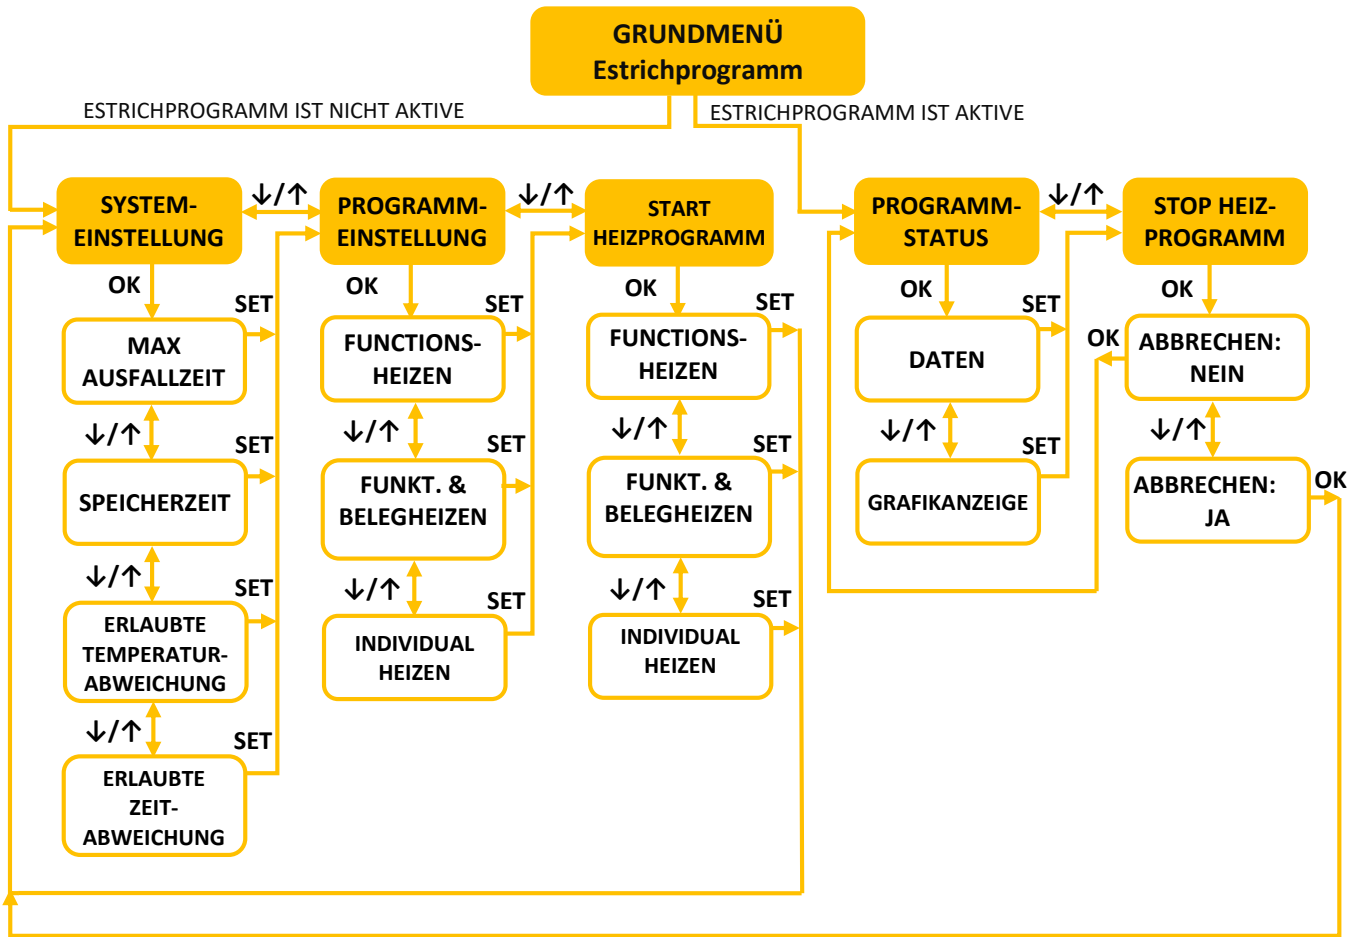 GRUNDMENÜ
Estrichprogramm
ESTRICHPROGRAMM IST NICHT AKTIVE
ESTRICHPROGRAMM IST AKTIVE
SYSTEM-
EINSTELLUNG
↓/↑
PROGRAMM-
EINSTELLUNG
↓/↑
START
HEIZPROGRAMM
PROGRAMM-
STATUS
↓/↑
STOP HEIZ-
PROGRAMM
OK
SET
MAX
AUSFALLZEIT
↓/↑
SET
SPEICHERZEIT
↓/↑
SET
ERLAUBTE
TEMPERATUR-
ABWEICHUNG
↓/↑
SET
ERLAUBTE
ZEIT-
ABWEICHUNG
OK
SET
FUNCTIONS-
HEIZEN
↓/↑
SET
FUNKT. &
BELEGHEIZEN
↓/↑
SET
INDIVIDUAL
HEIZEN
OK
SET
FUNCTIONS-
HEIZEN
↓/↑
SET
FUNKT. &
BELEGHEIZEN
↓/↑
SET
INDIVIDUAL
HEIZEN
OK
SET
DATEN
↓/↑
SET
GRAFIKANZEIGE
OK
OK
ABBRECHEN:
NEIN
↓/↑
ABBRECHEN:
JA
OK